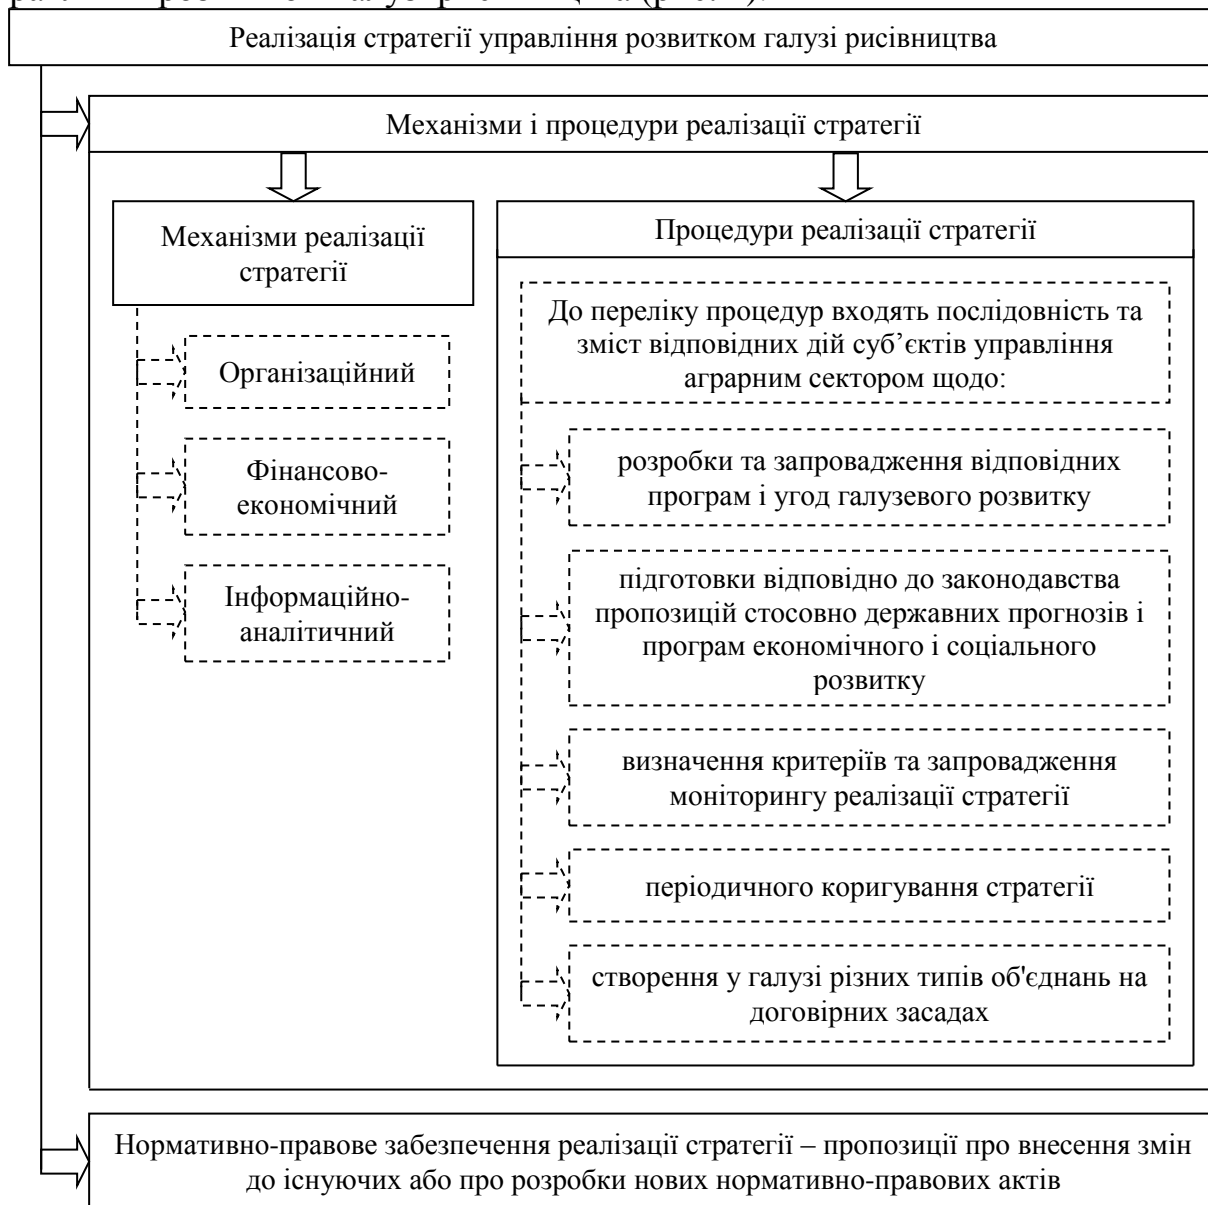 Реалізація стратегії управління розвитком галузі рисівництва
Механізми і процедури реалізації стратегії
Механізми реалізації
стратегії
Організаційний
Фінансово-
економічний
Інформаційно-
аналітичний
Процедури реалізації стратегії
До переліку процедур входять послідовність та
зміст відповідних дій суб’єктів управління
аграрним сектором щодо:
розробки та запровадження відповідних
програм і угод галузевого розвитку
підготовки відповідно до законодавства
пропозицій стосовно державних прогнозів і
програм економічного і соціального
розвитку
визначення критеріїв та запровадження
моніторингу реалізації стратегії
періодичного коригування стратегії
створення у галузі різних типів об'єднань на
договірних засадах
Нормативно-правове забезпечення реалізації стратегії – пропозиції про внесення змін
до існуючих або про розробки нових нормативно-правових актів